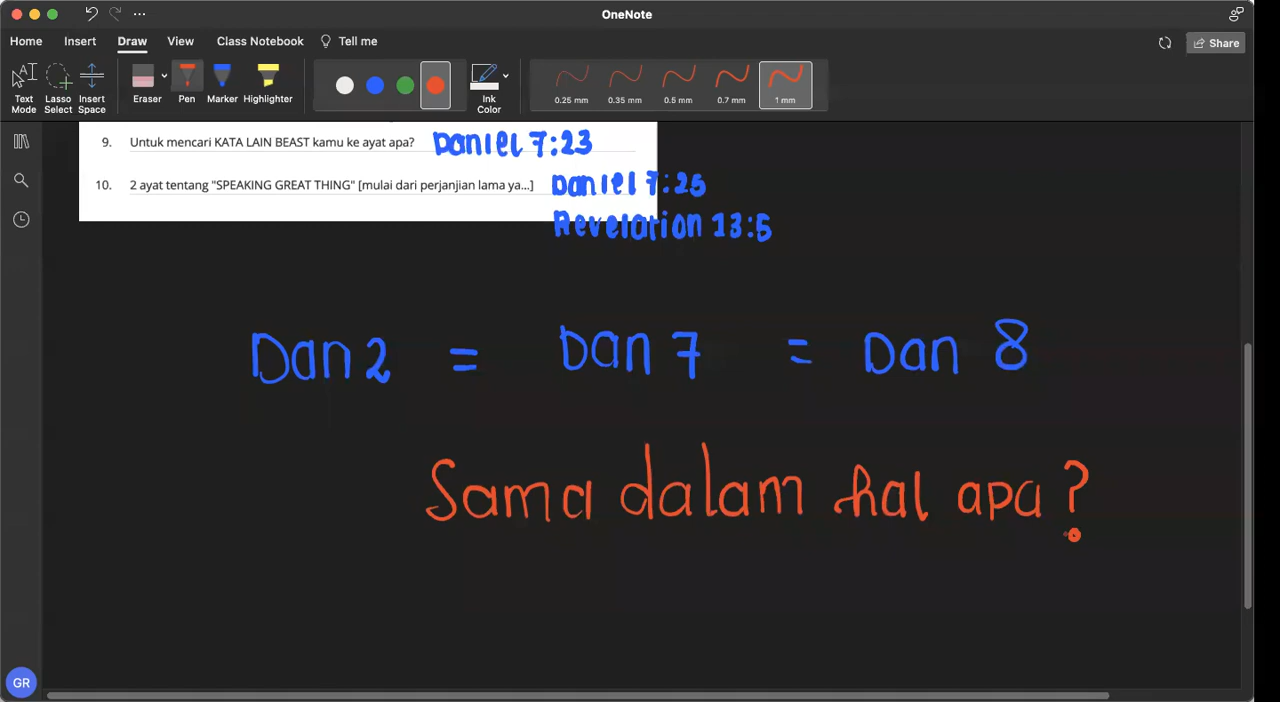 OneNote
Home Insert Draw View Class Notebook Tell me
Share
Text Mode
Lasso Select
Insert Space
Eraser
Pen
Marker
Highlighter
Ink Color
0.25 mm
0.35 mm
0.5 mm
0.7 mm
1 mm
9. Untuk mencari KATA LAIN BEAST kamu ke ayat apa? Daniel 7:23
10. 2 ayat tentang "SPEAKING GREAT THING" [mulai dari perjanjian lama ya...] Daniel 7:25
Revelation 13:5
Dan 2 = Dan 7 = Dan 8
Sama dalam hal apa?
GR